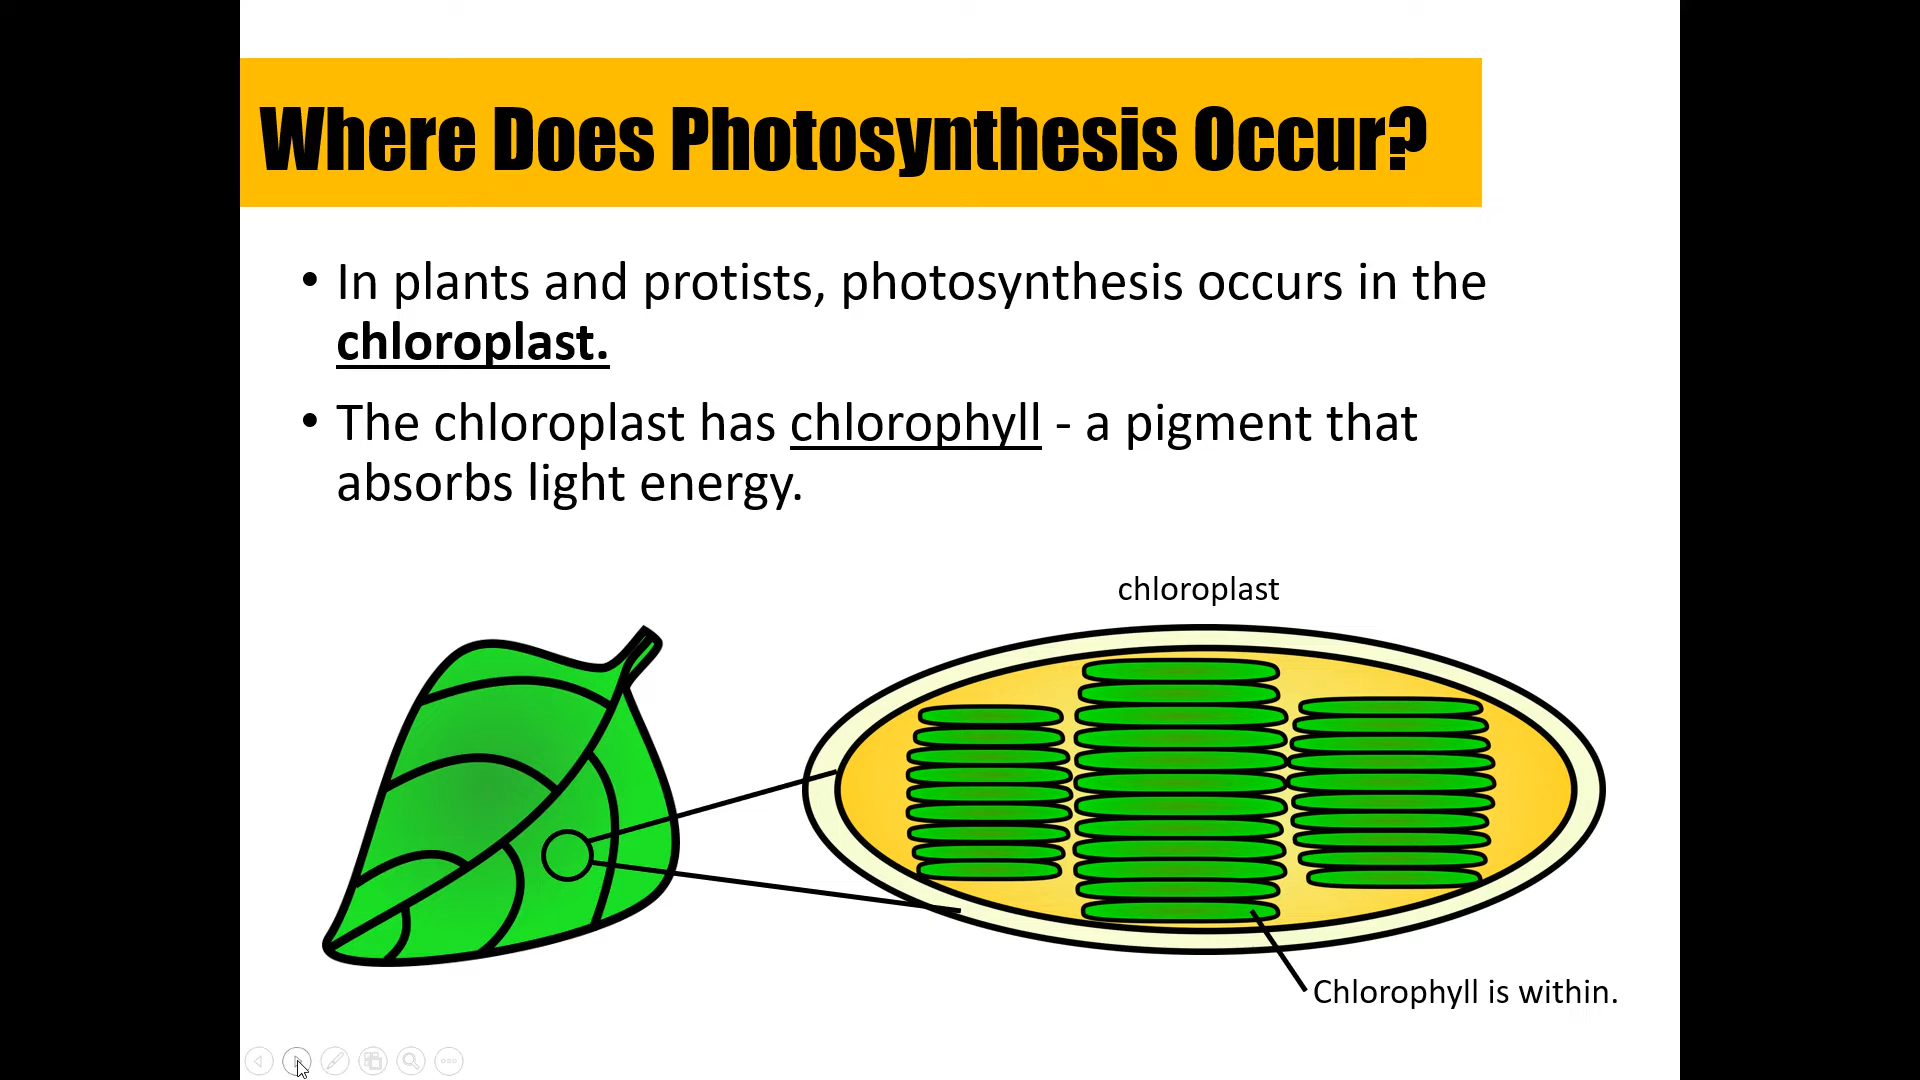 Where Does Photosynthesis Occur?
• In plants and protists, photosynthesis occurs in the
chloroplast.
• The chloroplast has chlorophyll - a pigment that
absorbs light energy.
chloroplast
Chlorophyll is within.